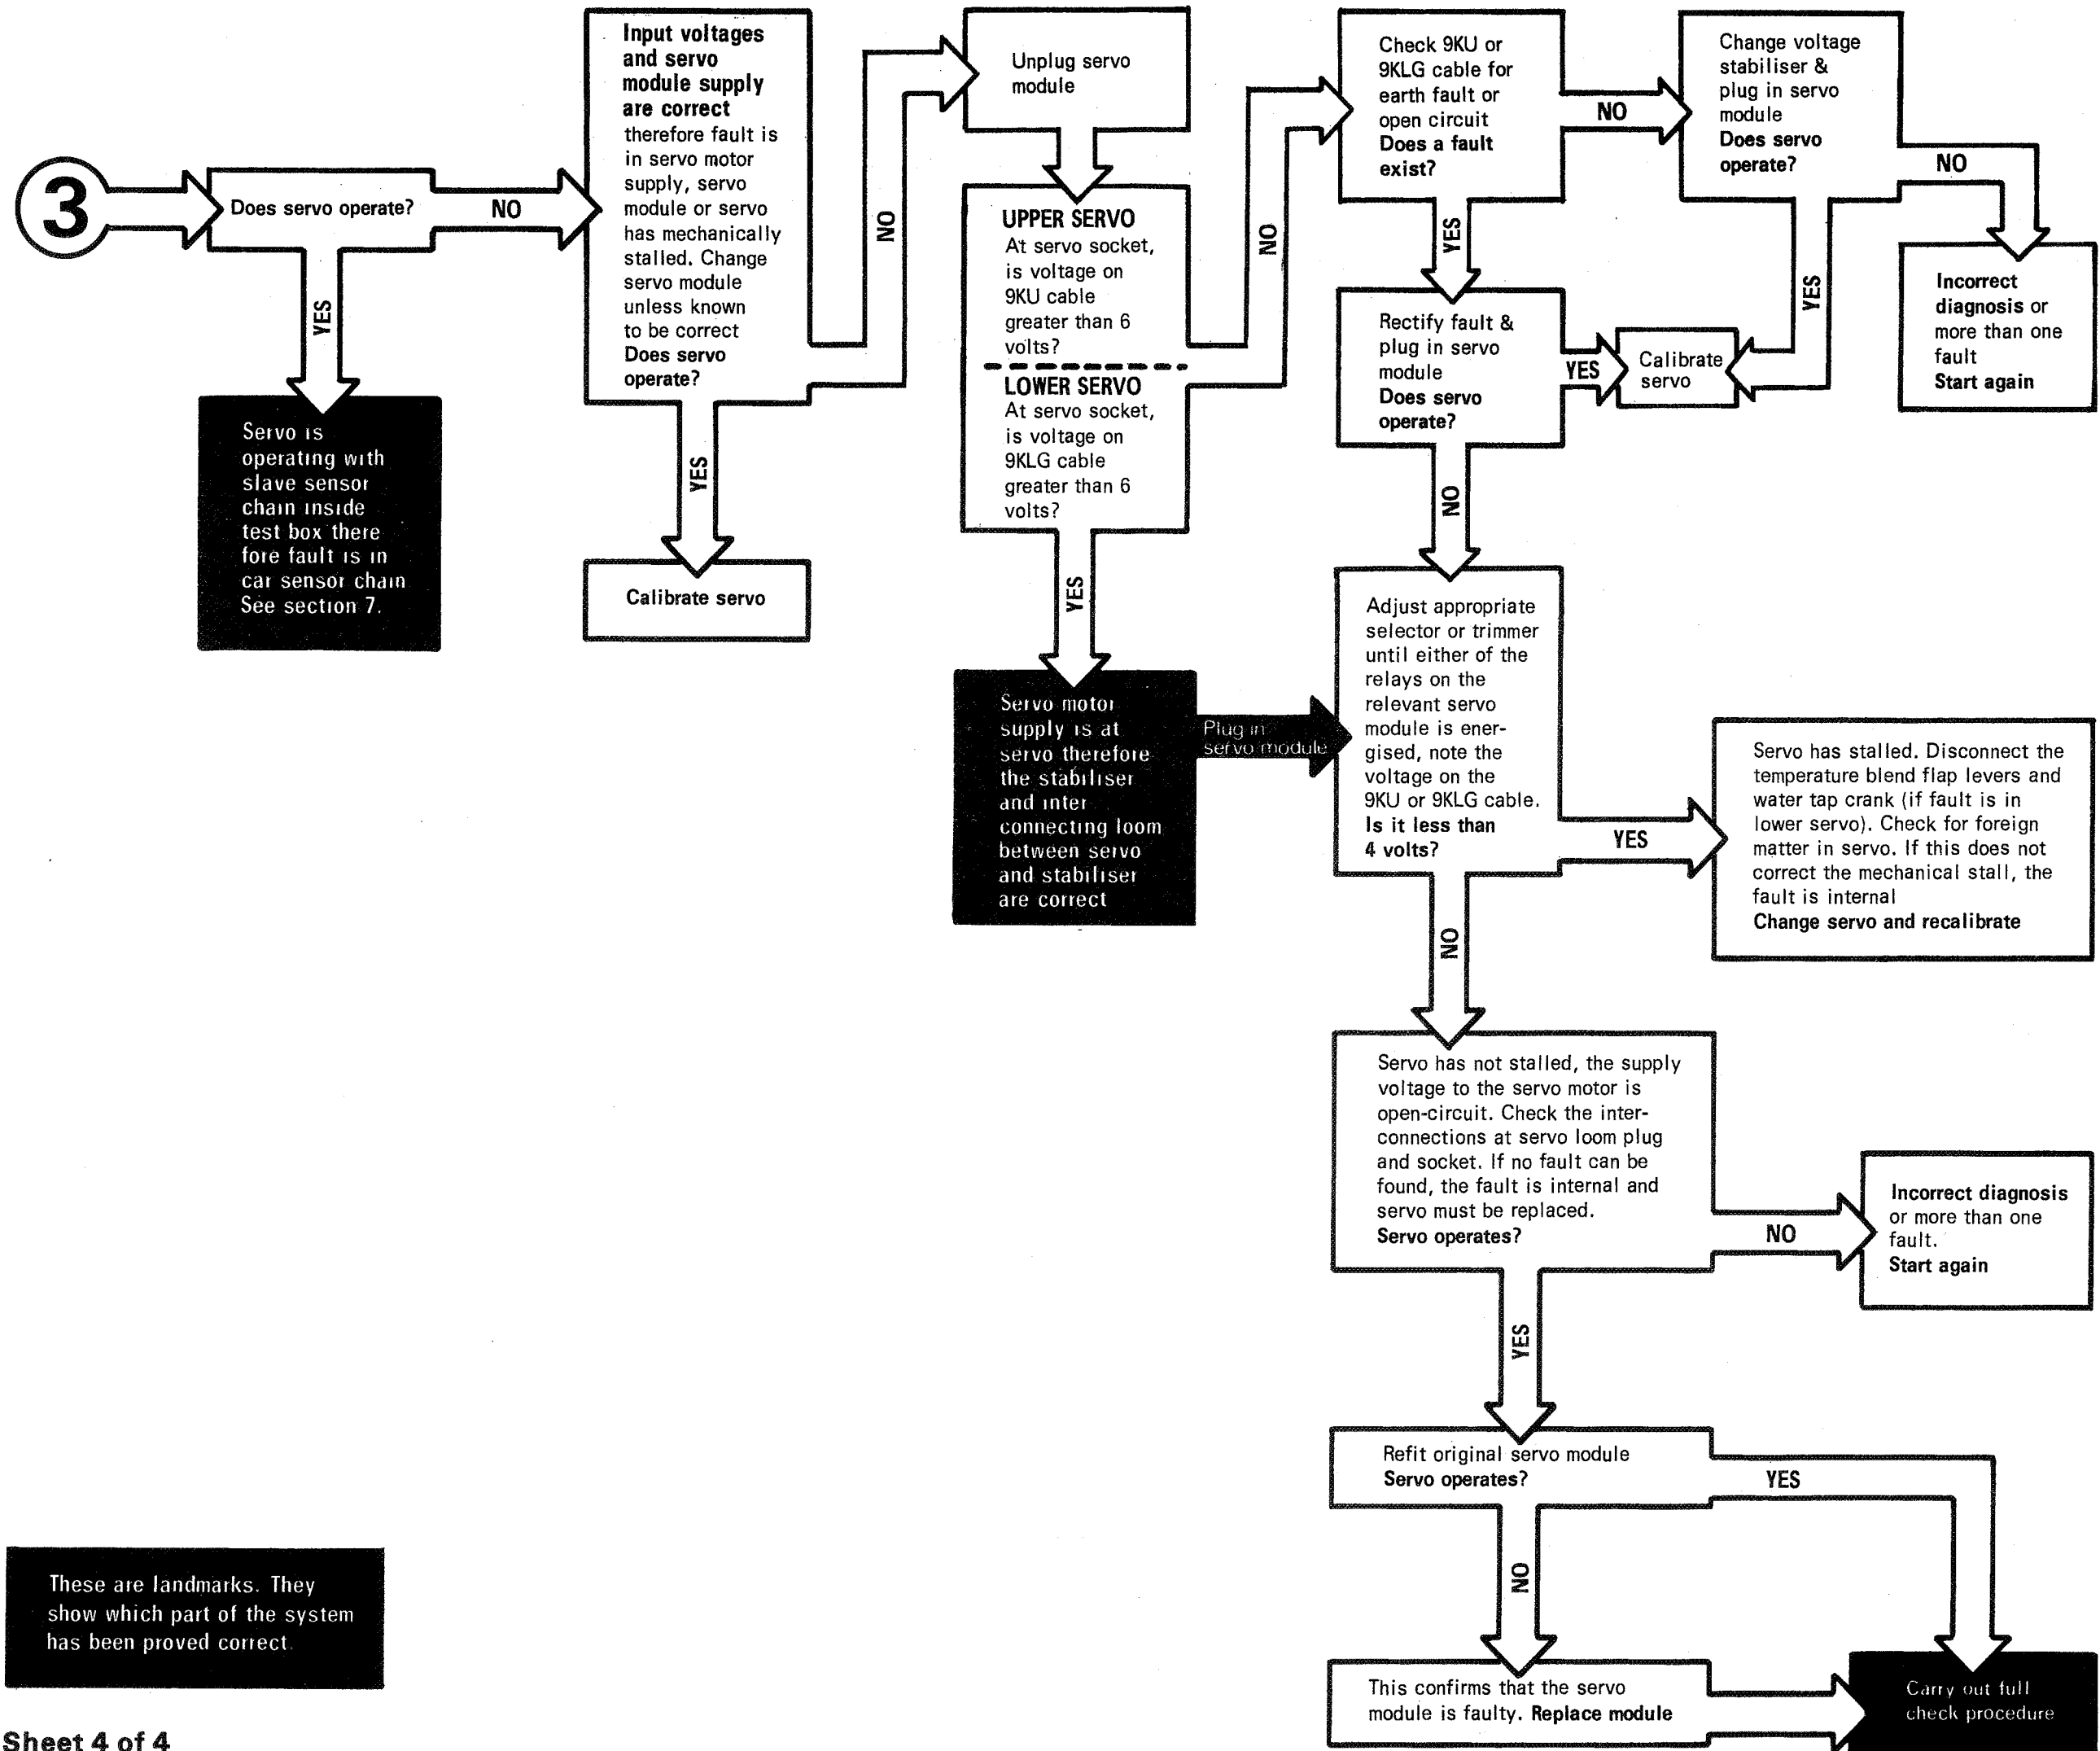 3
Does servo operate?
NO
YES
Servo is
operating with
slave sensor
chain inside
test box there
fore fault is in
car sensor chain
See section 7.
Input voltages
and servo
module supply
are correct
therefore fault is
in servo motor
supply, servo
module or servo
has mechanically
stalled. Change
servo module
unless known
to be correct
Does servo
operate?
NO
YES
Calibrate servo
Unplug servo
module
UPPER SERVO
At servo socket,
is voltage on
9KU cable
greater than 6
volts?
LOWER SERVO
At servo socket,
is voltage on
9KLG cable
greater than 6
volts?
NO
YES
Servo motor
supply is at
servo therefore
the stabiliser
and inter
connecting loom
between servo
and stabiliser
are correct
Plug in
servo module
Check 9KU or
9KLG cable for
earth fault or
open circuit
Does a fault
exist?
NO
YES
Change voltage
stabiliser &
plug in servo
module
Does servo
operate?
NO
YES
Incorrect
diagnosis or
more than one
fault
Start again
Rectify fault &
plug in servo
module
Does servo
operate?
YES
Calibrate
servo
NO
Adjust appropriate
selector or trimmer
until either of the
relays on the
relevant servo
module is ener-
gised, note the
voltage on the
9KU or 9KLG cable.
Is it less than
4 volts?
YES
Servo has stalled. Disconnect the
temperature blend flap levers and
water tap crank (if fault is in
lower servo). Check for foreign
matter in servo. If this does not
correct the mechanical stall, the
fault is internal
Change servo and recalibrate
NO
Servo has not stalled, the supply
voltage to the servo motor is
open-circuit. Check the inter-
connections at servo loom plug
and socket. If no fault can be
found, the fault is internal and
servo must be replaced.
Servo operates?
NO
Incorrect diagnosis
or more than one
fault.
Start again
YES
Refit original servo module
Servo operates?
YES
NO
This confirms that the servo
module is faulty. Replace module
Carry out full
check procedure
These are landmarks. They
show which part of the system
has been proved correct.
Sheet 4 of 4